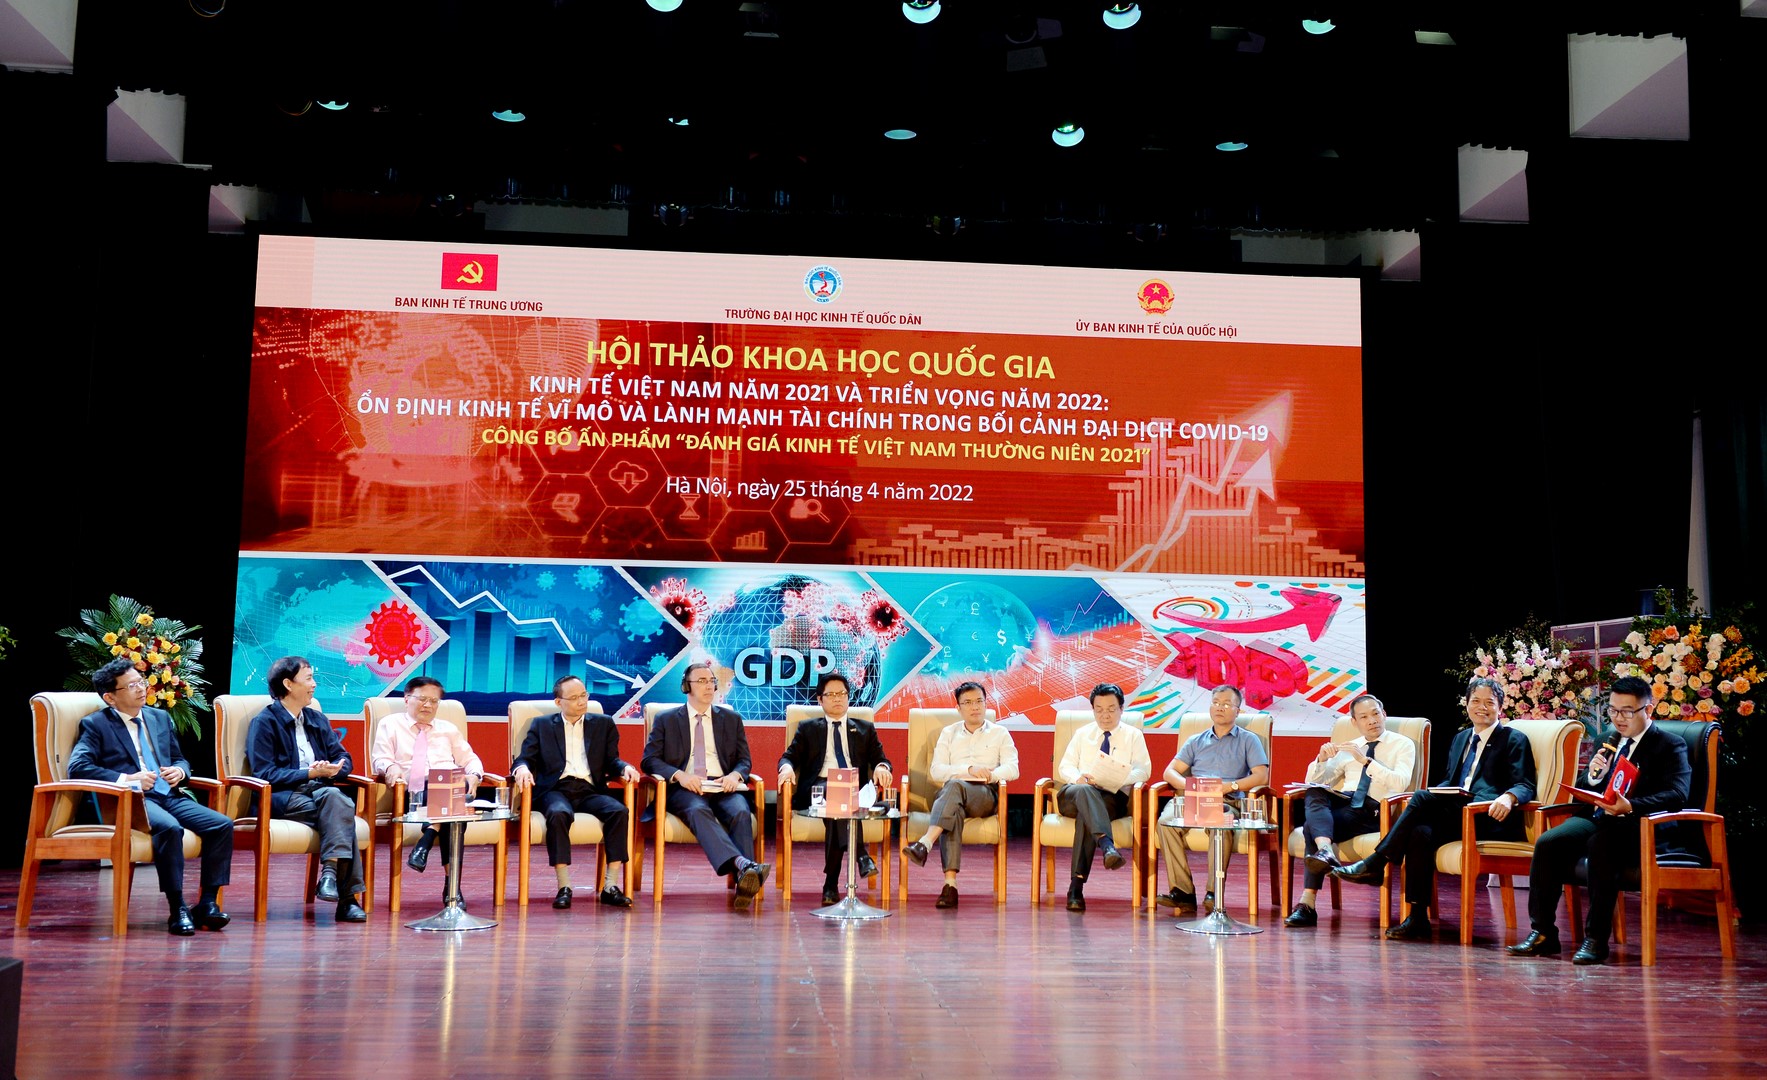 BAN KINH TẾ TRUNG ƯƠNG
TRƯỜNG ĐẠI HỌC KINH TẾ QUỐC DÂN
ỦY BAN KINH TẾ CỦA QUỐC HỘI
HỘI THẢO KHOA HỌC QUỐC GIA
KINH TẾ VIỆT NAM NĂM 2021 VÀ TRIỂN VỌNG NĂM 2022:
ỔN ĐỊNH KINH TẾ VĨ MÔ VÀ LÀNH MẠNH TÀI CHÍNH TRONG BỐI CẢNH ĐẠI DỊCH COVID-19
CÔNG BỐ ẤN PHẨM “ĐÁNH GIÁ KINH TẾ VIỆT NAM THƯỜNG NIÊN 2021”
Hà Nội, ngày 25 tháng 4 năm 2022
GDP
GDP